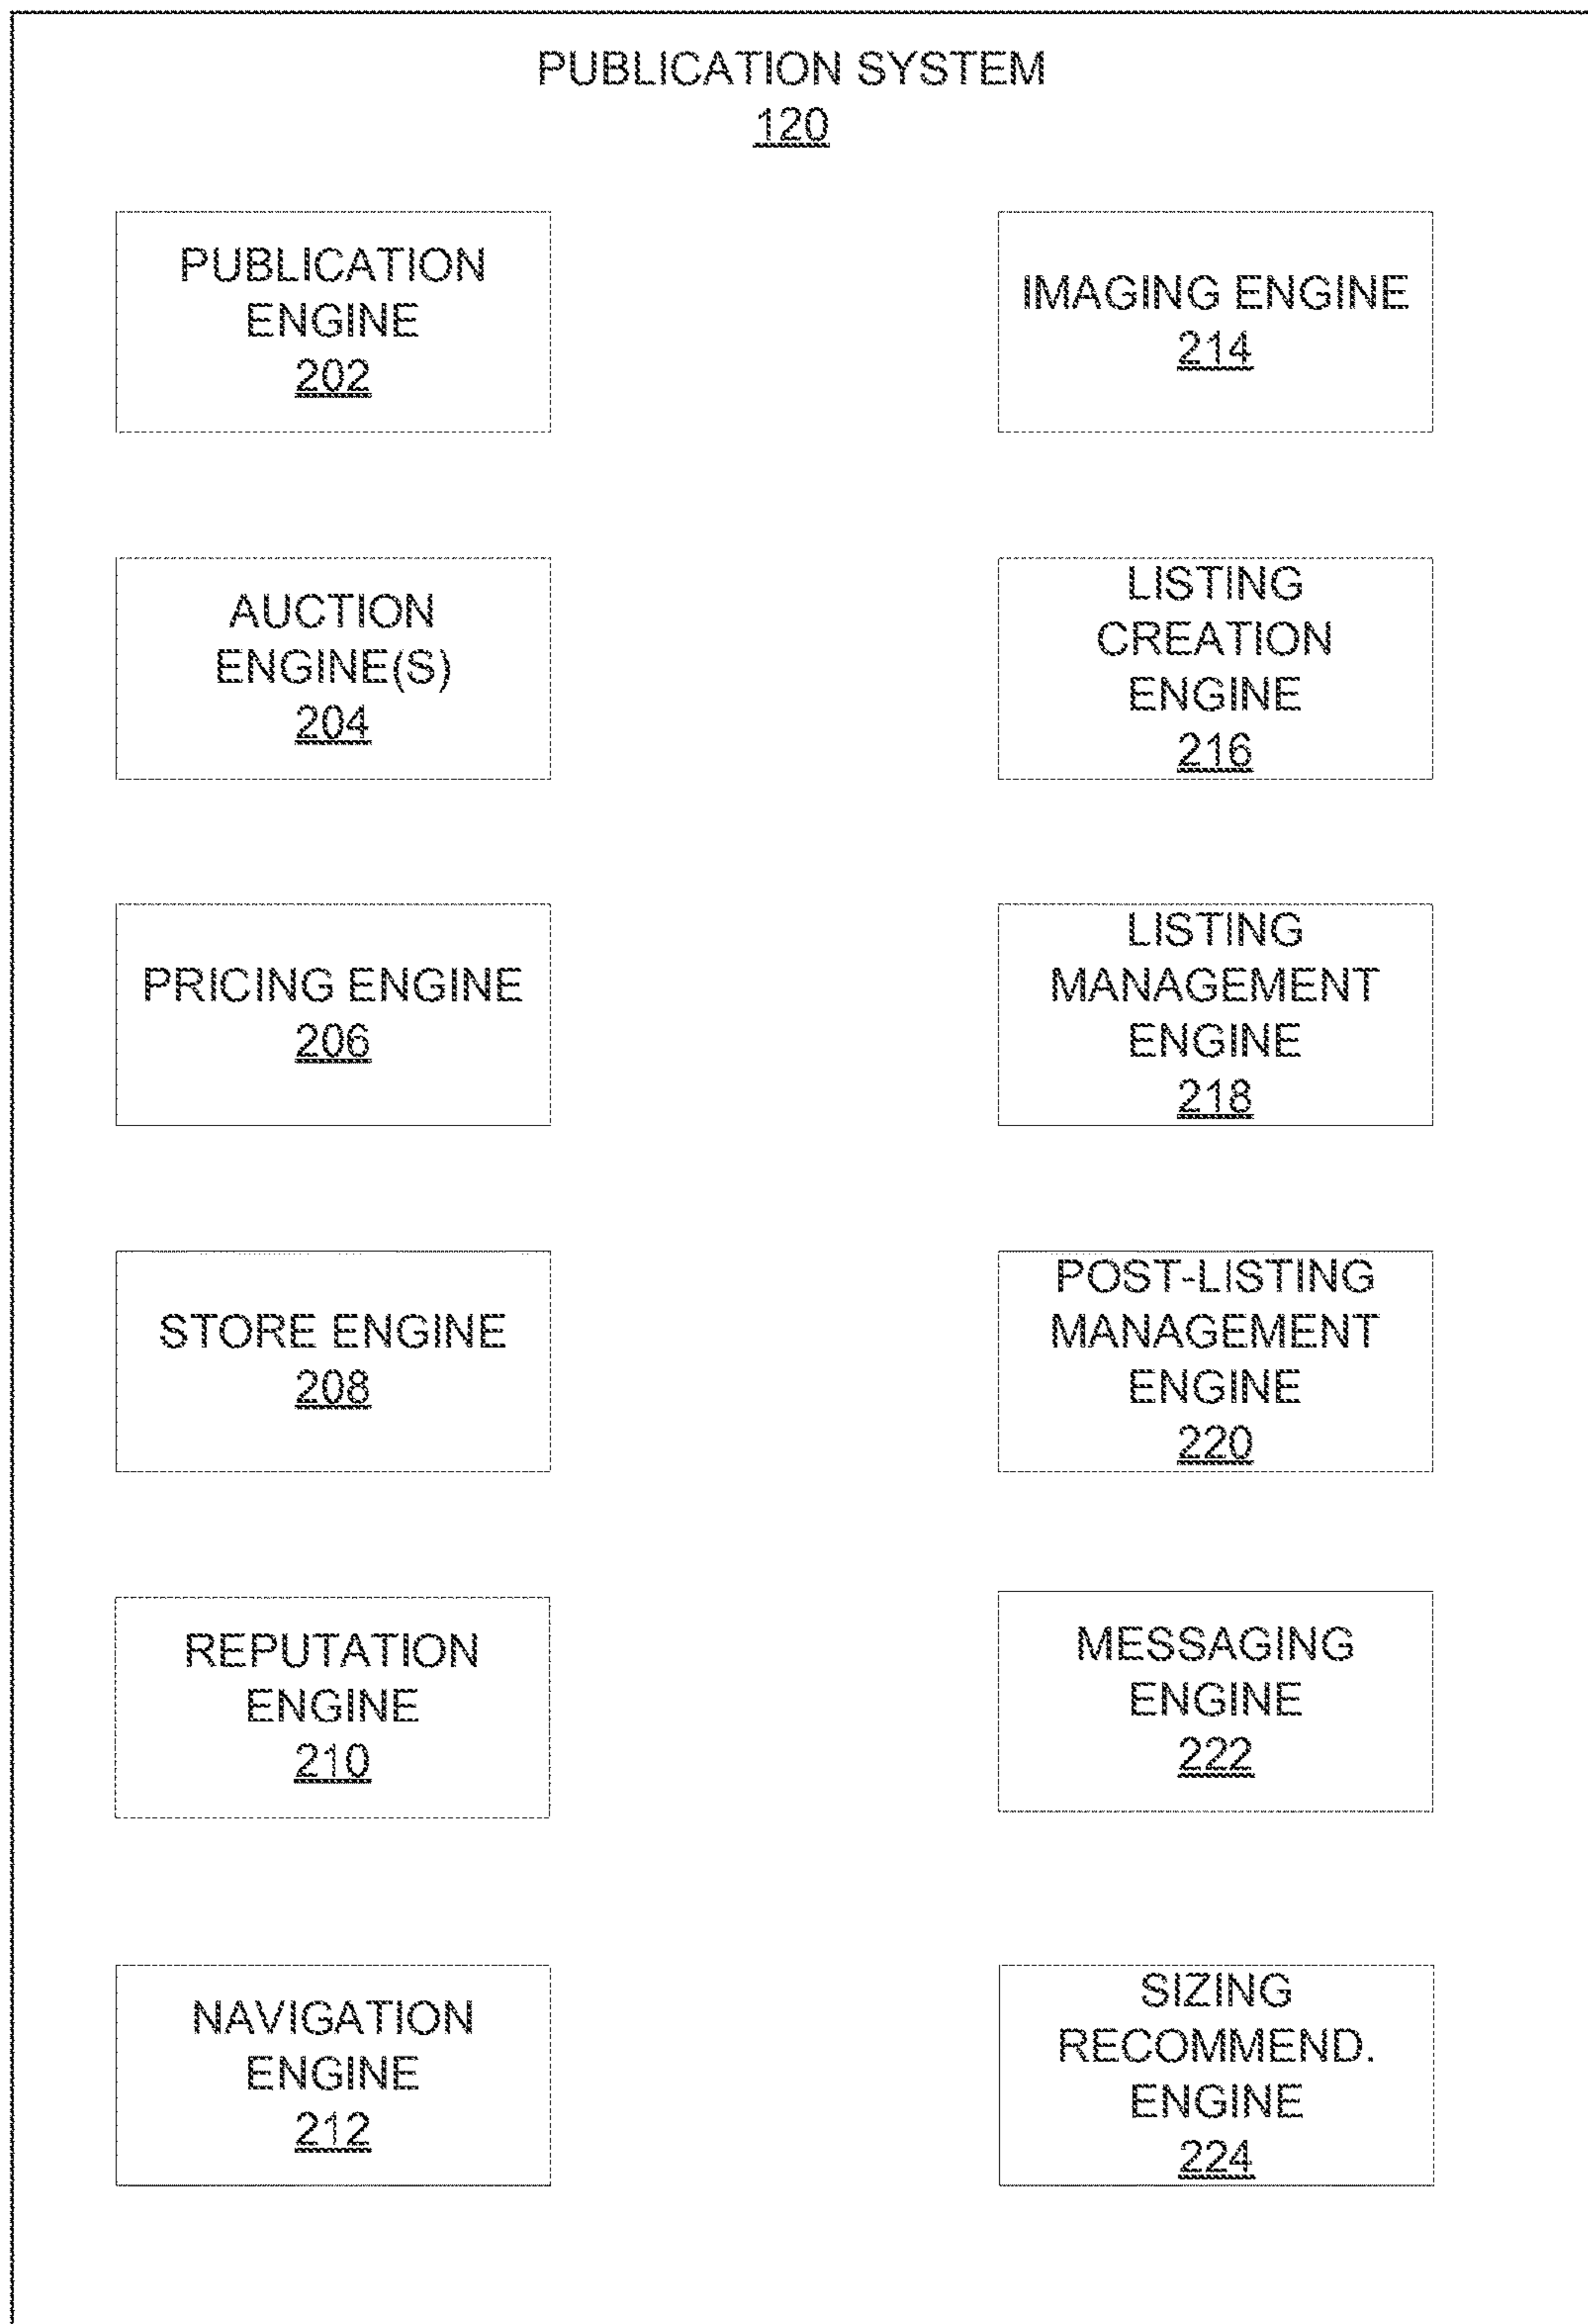 PUBLICATION SYSTEM
120
PUBLICATION
ENGINE
202
IMAGING ENGINE
214
AUCTION
ENGINE(S)
204
LISTING
CREATION
ENGINE
216
PRICING ENGINE
206
LISTING
MANAGEMENT
ENGINE
218
STORE ENGINE
208
POST-LISTING
MANAGEMENT
ENGINE
220
REPUTATION
ENGINE
210
MESSAGING
ENGINE
222
NAVIGATION
ENGINE
212
SIZING
RECOMMEND.
ENGINE
224